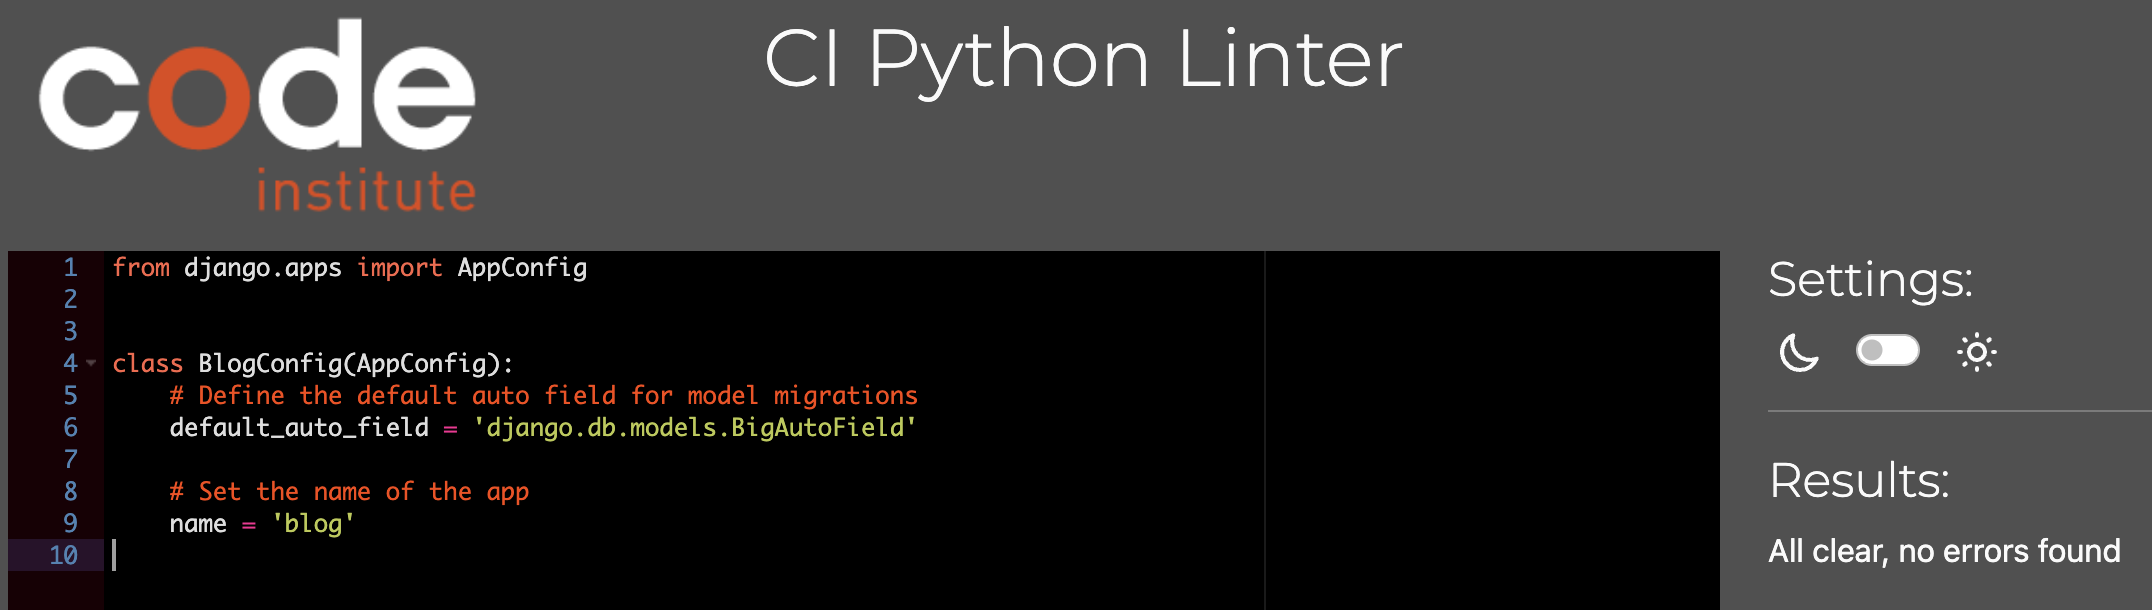 code
institute
CI Python Linter
1 from django.apps import AppConfig
2
3
4 class BlogConfig(AppConfig):
5     # Define the default auto field for model migrations
6     default_auto_field = 'django.db.models.BigAutoField'
7
8     # Set the name of the app
9     name = 'blog'
10
Settings:
Results:
All clear, no errors found